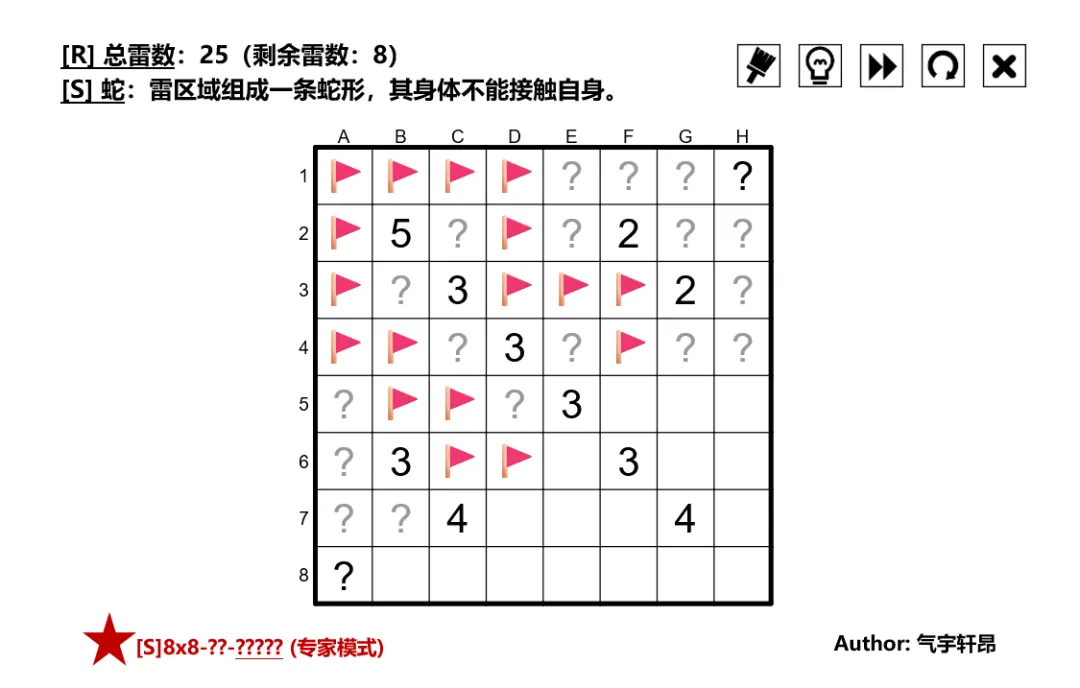 [R] 总雷数：25（剩余雷数：8）
[S] 蛇：雷区域组成一条蛇形，其身体不能接触自身。
A B C D E F G H
1 ? ? ? ?
2 5 ? ? 2 ? ?
3 ? 3 2 ?
4 ? 3 ? ? ?
5 ? ? 3
6 ? 3 3
7 ? ? 4 4
8 ?
[S]8x8-??-????? (专家模式)
Author: 气宇轩昂